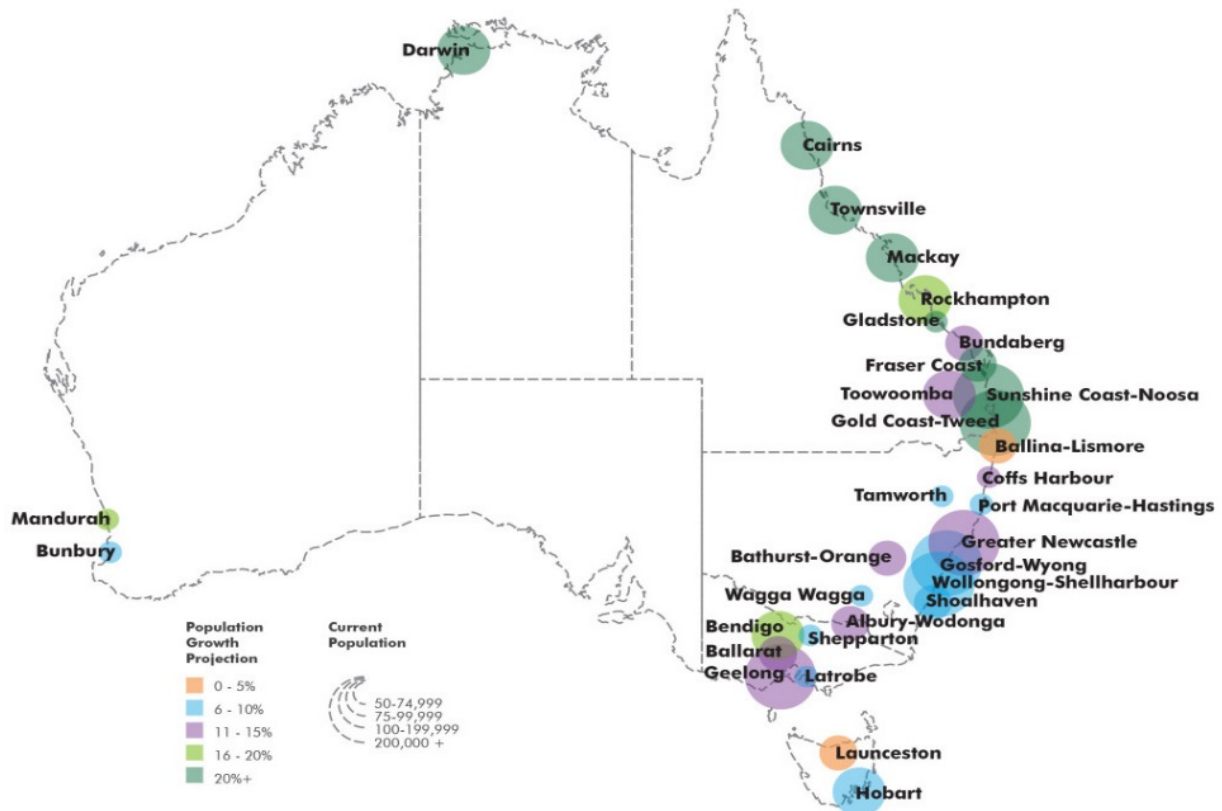 Darwin
Cairns
Townsville
Mackay
Rockhampton
Gladstone
Bundaberg
Fraser Coast
Toowoomba
Sunshine Coast-Noosa
Gold Coast-Tweed
Ballina-Lismore
Coffs Harbour
Tamworth
Port Macquarie-Hastings
Mandurah
Bunbury
Greater Newcastle
Bathurst-Orange
Gosford-Wyong
Wollongong-Shellharbour
Wagga Wagga
Shoalhaven
Albury-Wodonga
Bendigo
Shepparton
Ballarat
Geelong
Latrobe
Launceston
Hobart
Population
Growth
Projection
0 - 5%
6 - 10%
11 - 15%
16 - 20%
20%+
Current
Population
50-74,999
75-99,999
100-199,999
200,000 +